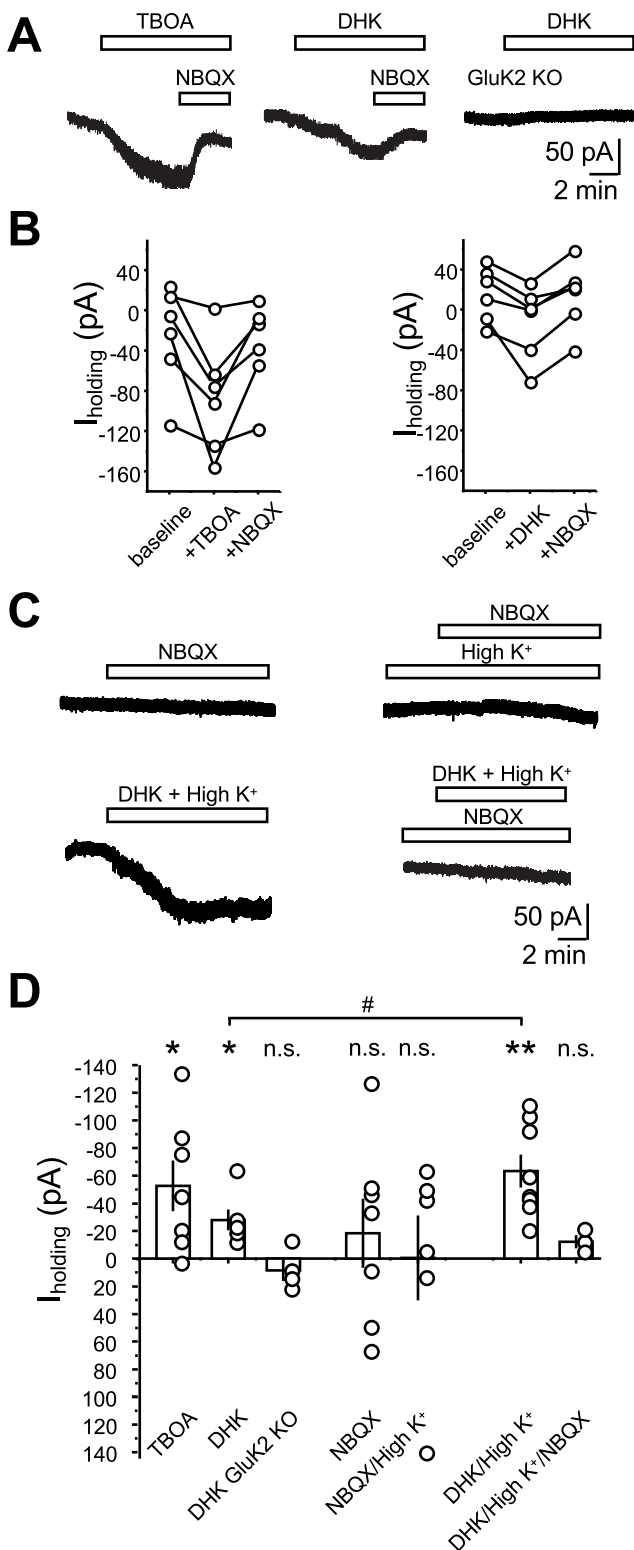 A
TBOA
DHK
DHK
NBQX
NBQX
GluK2 KO
50 pA
2 min
B
Iholding (pA)
40
0
-40
-80
-120
-160
baseline
+TBOA
+NBQX
Iholding (pA)
40
0
-40
-80
-120
-160
baseline
+DHK
+NBQX
C
NBQX
NBQX
High K⁺
DHK + High K⁺
DHK + High K⁺
NBQX
50 pA
2 min
D
#
* * n.s. n.s. n.s. ** n.s.
Iholding (pA)
-140
-120
-100
-80
-60
-40
-20
0
20
40
60
80
100
120
140
TBOA
DHK
DHK GluK2 KO
NBQX
NBQX/High K⁺
DHK/High K⁺
DHK/High K⁺/NBQX